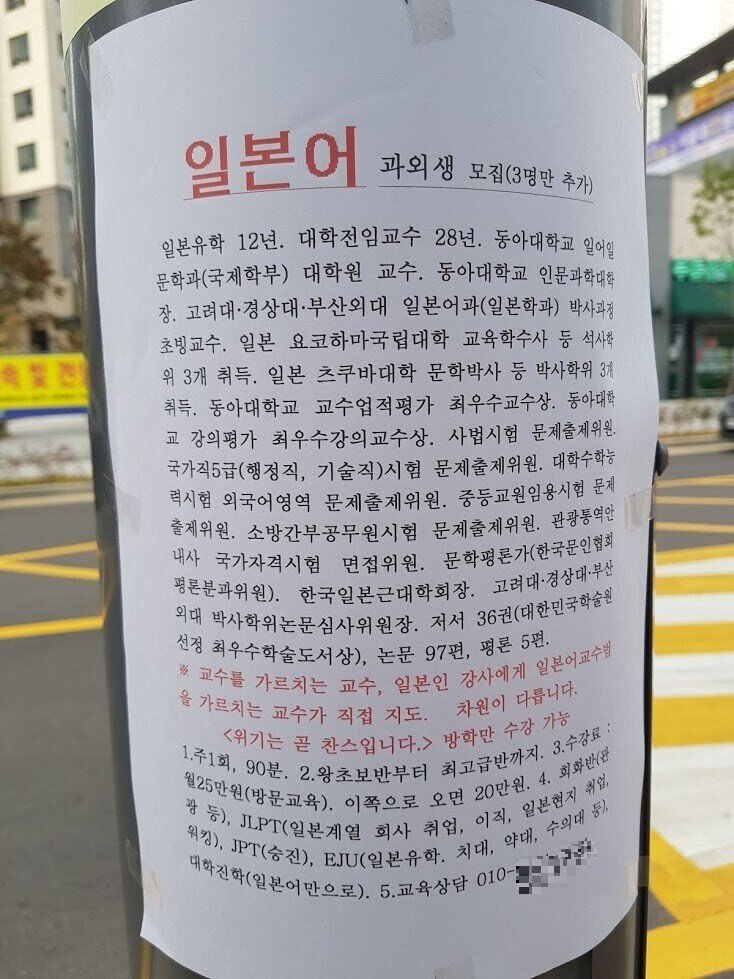 일본어 과외생 모집(3명만 추가)
일본유학 12년. 대학전임교수 28년. 동아대학교 일어일
문학과(국제학부) 대학원 교수. 동아대학교 인문과학대학
장. 고려대·경상대·부산외대 일본어과(일본학과) 박사과정
초빙교수. 일본 요코하마국립대학 교육학수사 등 석사학
위 3개 취득. 일본 츠쿠바대학 문학박사 등 박사학위 3개
취득. 동아대학교 교수업적평가 최우수교수상. 동아대학
교 강의평가 최우수강의교수상. 사법시험 문제출제위원.
국가직5급(행정직, 기술직)시험 문제출제위원. 대학수학능
력시험 외국어영역 문제출제위원. 중등교원임용시험 문제
출제위원. 소방간부공무원시험 문제출제위원. 관광통역안
내사 국가자격시험 면접위원. 문학평론가(한국문인협회
평론분과위원). 한국일본근대학회장. 고려대·경상대·부산
외대 박사학위논문심사위원장. 저서 36권(대한민국학술원
선정 최우수학술도서상), 논문 97편, 평론 5편.
※ 교수를 가르치는 교수, 일본인 강사에게 일본어교수법
을 가르치는 교수가 직접 지도. 차원이 다릅니다.
<위기는 곧 찬스입니다.> 방학만 수강 가능
1.주1회, 90분. 2.왕초보반부터 최고급반까지. 3.수강료 :
월25만원(방문교육). 이쪽으로 오면 20만원. 4. 회화반(관
광 등), JLPT(일본계열 회사 취업, 이직, 일본현지 취업,
워킹), JPT(승진), EJU(일본유학. 치대, 약대, 수의대 등),
대학진학(일본어만으로). 5.교육상담 010-